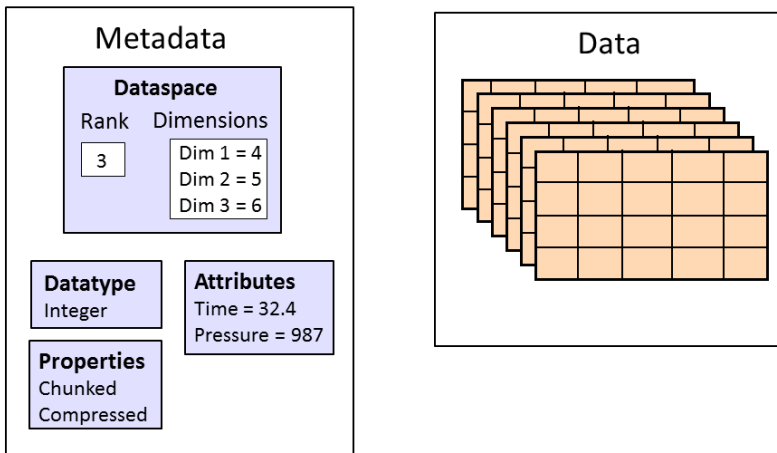 Metadata
Dataspace
Rank Dimensions
3
Dim 1 = 4
Dim 2 = 5
Dim 3 = 6
Datatype
Integer
Attributes
Time = 32.4
Pressure = 987
Properties
Chunked
Compressed
Data